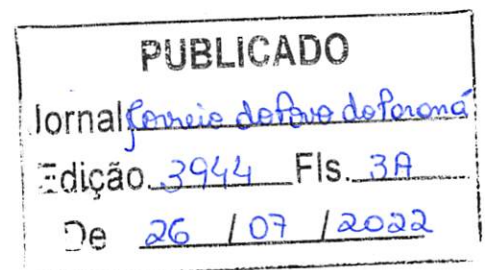 PUBLICADO
Jornal Correio do Povo do Paraná
Edição 3944 Fls. 3A
De 26 / 07 / 2022